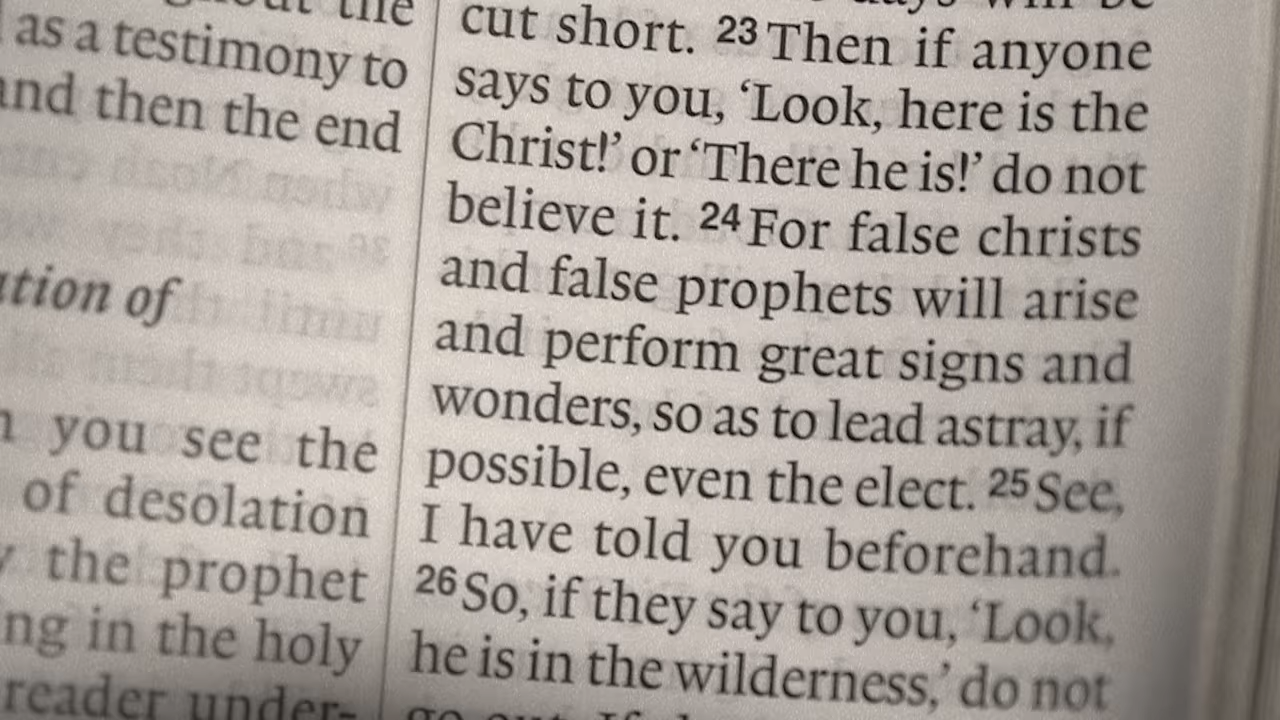 the
as a testimony to
and then the end
of
you see the
of desolation
the prophet
in the holy
reader under-
will be
cut short. 23 Then if anyone
says to you, ‘Look, here is the
Christ!’ or ‘There he is!’ do not
believe it. 24 For false christs
and false prophets will arise
and perform great signs and
wonders, so as to lead astray, if
possible, even the elect. 25 See,
I have told you beforehand.
26 So, if they say to you, ‘Look,
he is in the wilderness,’ do not